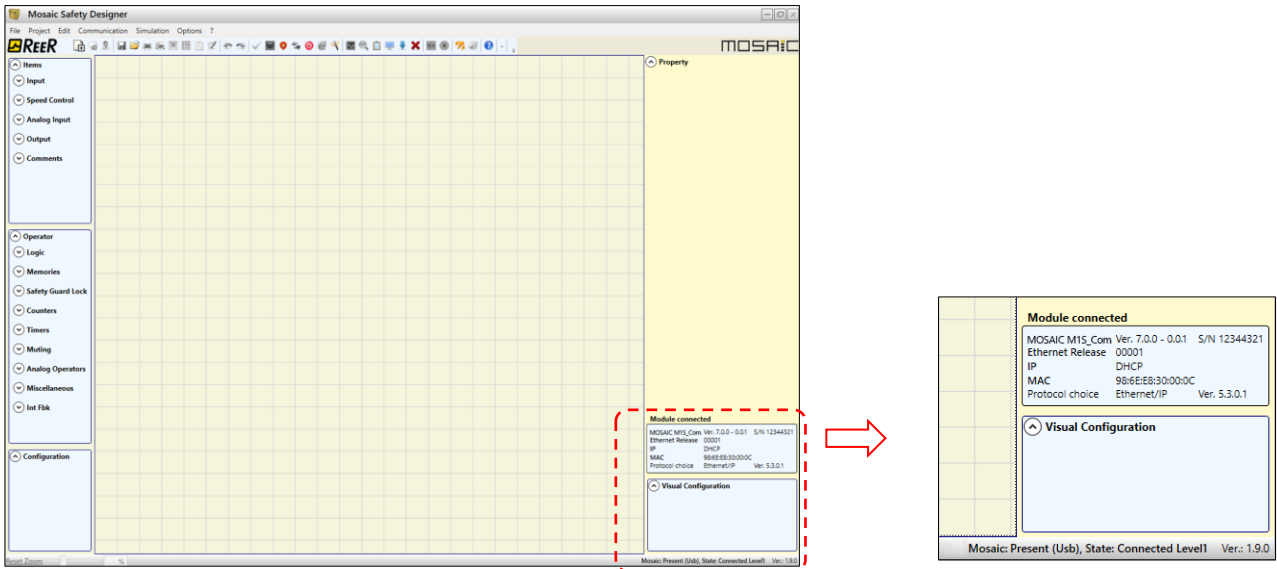 Mosaic Safety Designer
File Project Edit Communication Simulation Options ?
REER
MOSAIC
Items
Input
Speed Control
Analog Input
Output
Comments
Operator
Logic
Memories
Safety Guard Lock
Counters
Timers
Muting
Analog Operators
Miscellaneous
Int Fbk
Configuration
Reset Zoom %
Property
Module connected
MOSAIC M1S_Com Ver. 7.0.0 - 0.0.1 S/N 12344321
Ethernet Release 00001
IP DHCP
MAC 98:6E:E8:30:00:0C
Protocol choice Ethernet/IP Ver. 5.3.0.1
Visual Configuration
Mosaic: Present (Usb), State: Connected Level1 Ver.: 1.9.0
Module connected
MOSAIC M1S_Com Ver. 7.0.0 - 0.0.1 S/N 12344321
Ethernet Release 00001
IP DHCP
MAC 98:6E:E8:30:00:0C
Protocol choice Ethernet/IP Ver. 5.3.0.1
Visual Configuration
Mosaic: Present (Usb), State: Connected Level1 Ver.: 1.9.0